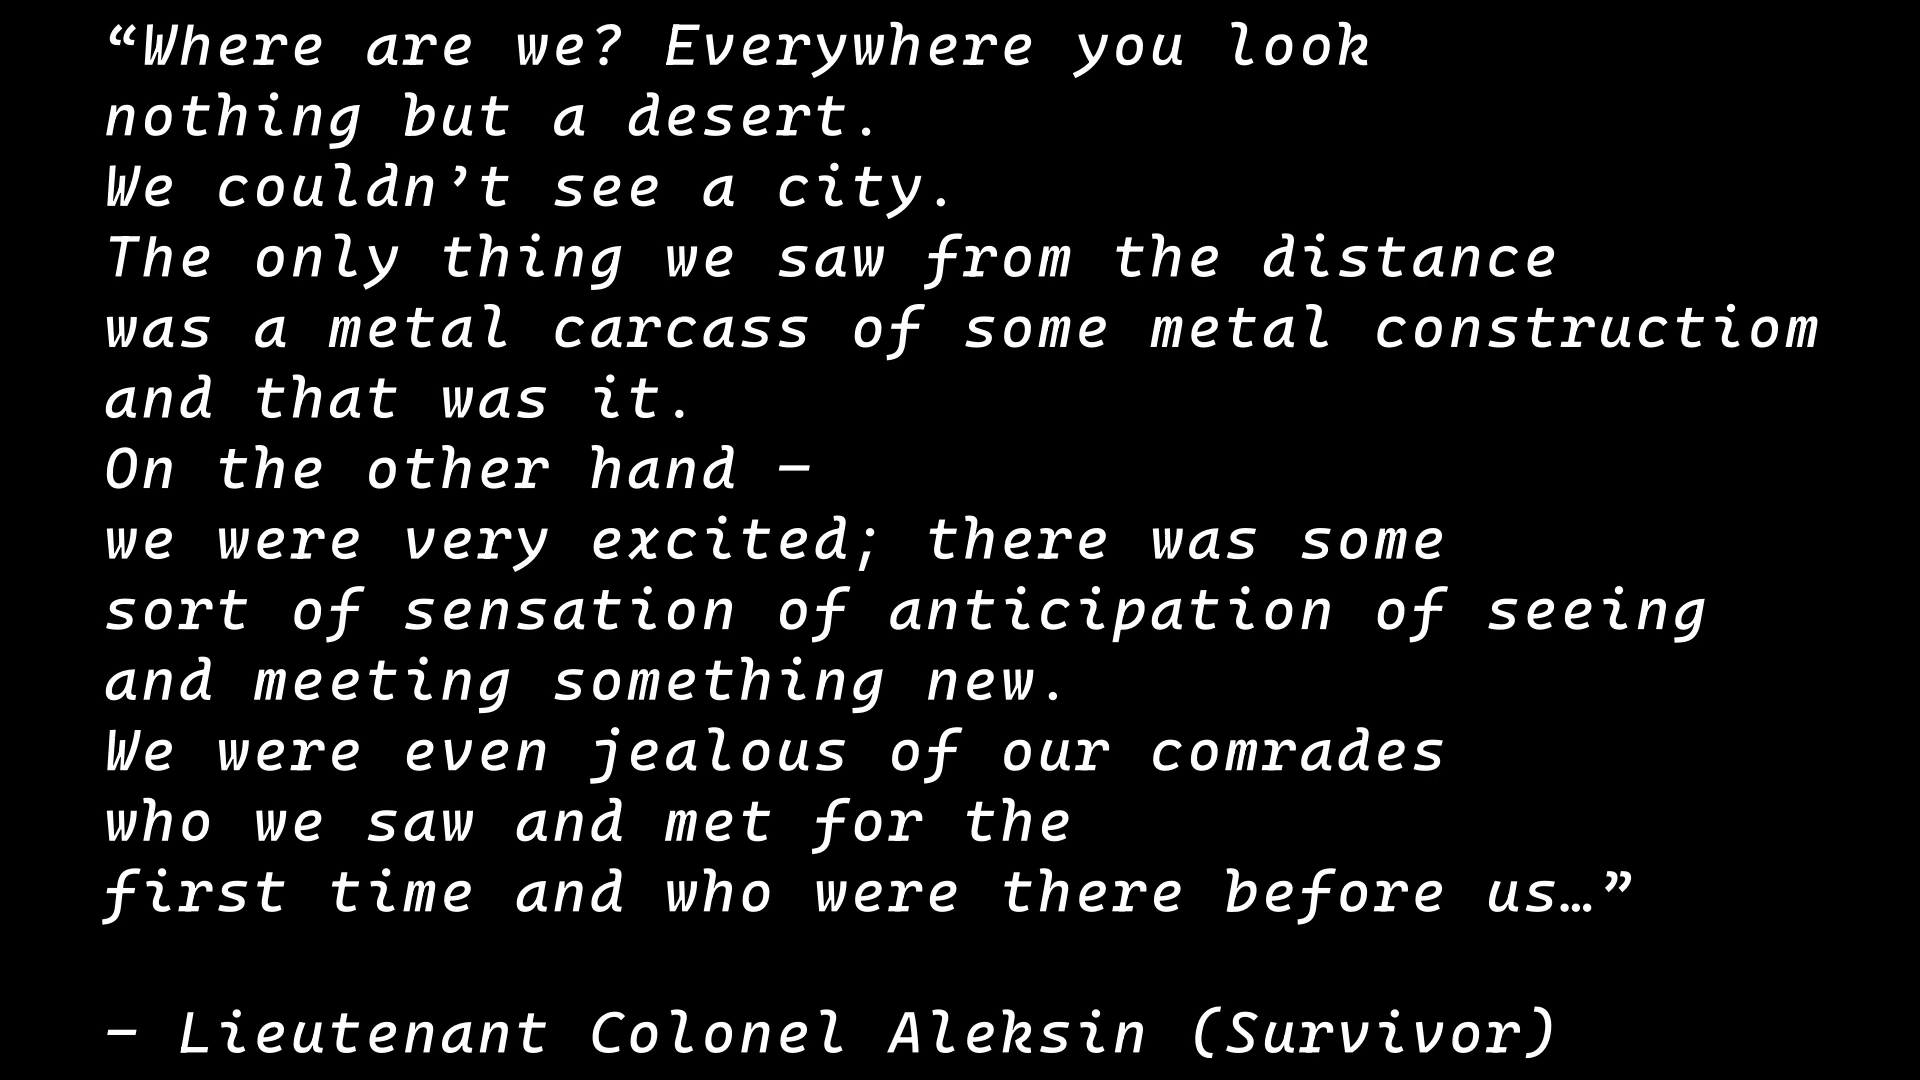 “Where are we? Everywhere you look
nothing but a desert.
We couldn’t see a city.
The only thing we saw from the distance
was a metal carcass of some metal constructiom
and that was it.
On the other hand –
we were very excited; there was some
sort of sensation of anticipation of seeing
and meeting something new.
We were even jealous of our comrades
who we saw and met for the
first time and who were there before us…”
– Lieutenant Colonel Aleksin (Survivor)